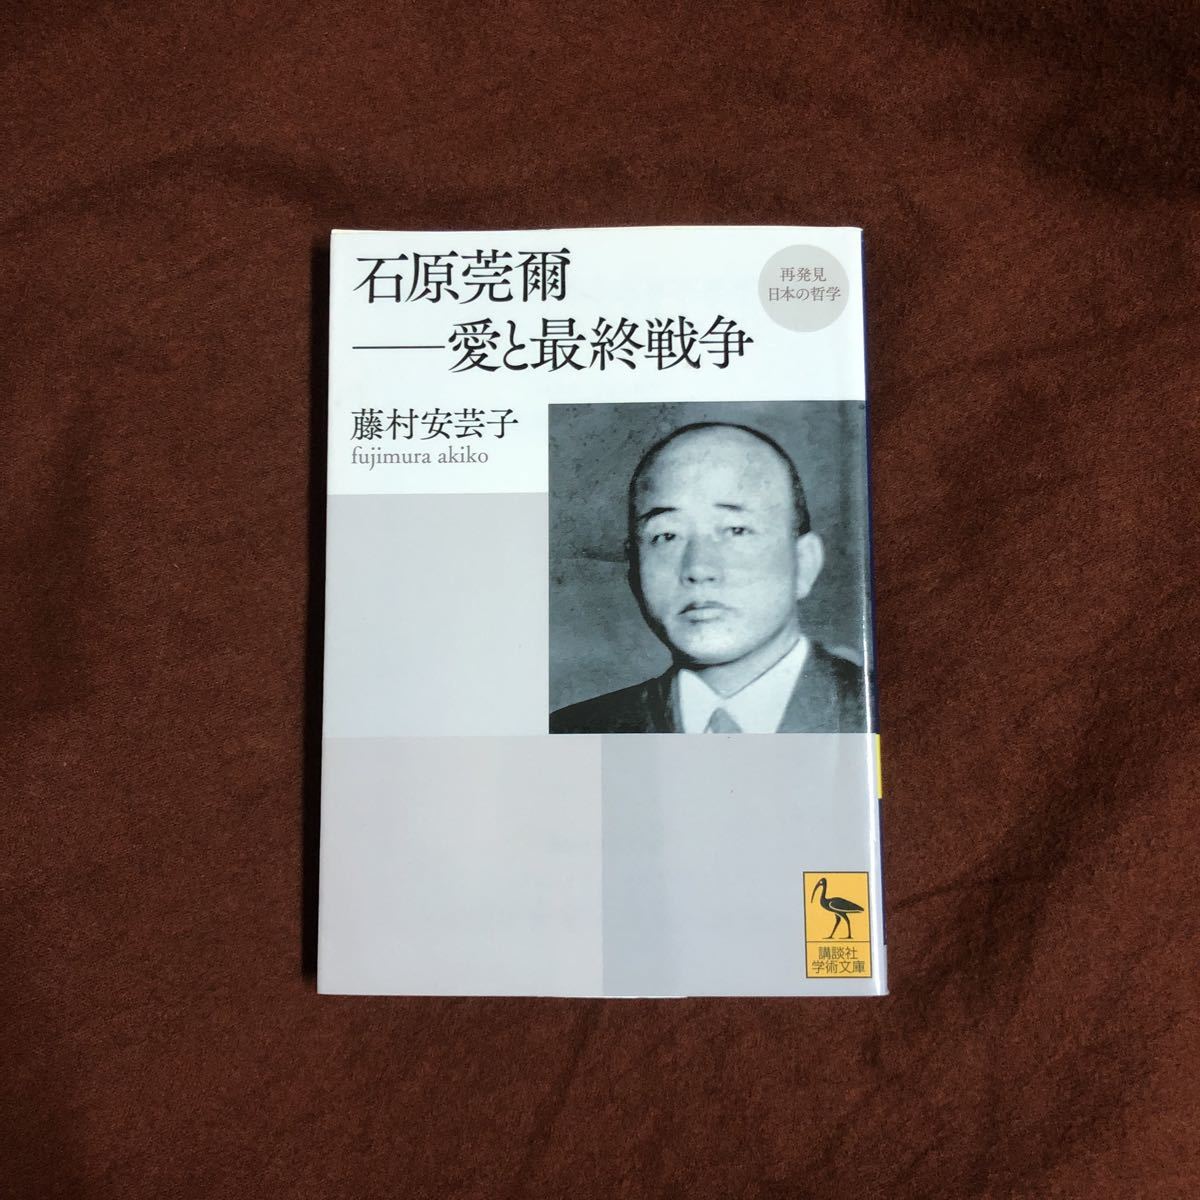 石原莞爾
──愛と最終戦争
再発見
日本の哲学
藤村安芸子
fujimura akiko
講談社
学術文庫